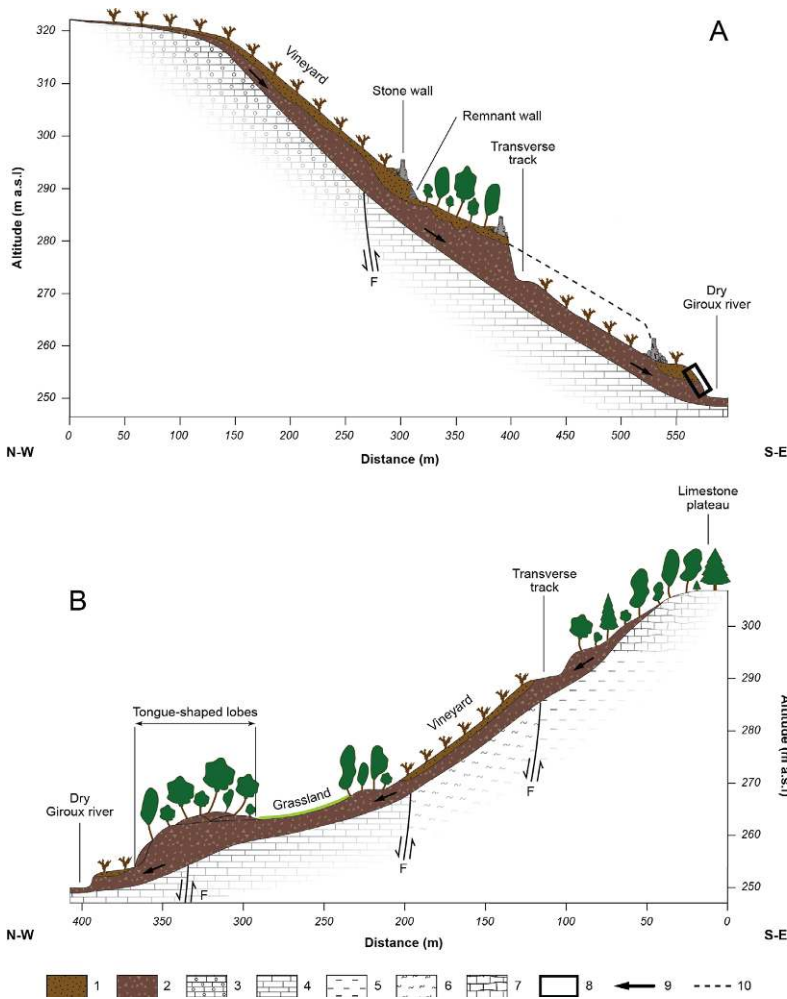 A
320
310
300
290
280
270
260
250
Altitude (m a.s.l)
Vineyard
Stone wall
Remnant wall
Transverse
track
F
Dry
Giroux river
0 50 100 150 200 250 300 350 400 450 500 550
N-W
Distance (m)
S-E
B
Limestone
plateau
Transverse
track
Tongue-shaped lobes
Vineyard
Grassland
Dry
Giroux river
F
F
F
300
290
280
270
260
250
247
Altitude (m a.s.l)
400 350 300 250 200 150 100 50 0
N-W
Distance (m)
S-E
1 2 3 4 5 6 7 8 9 10